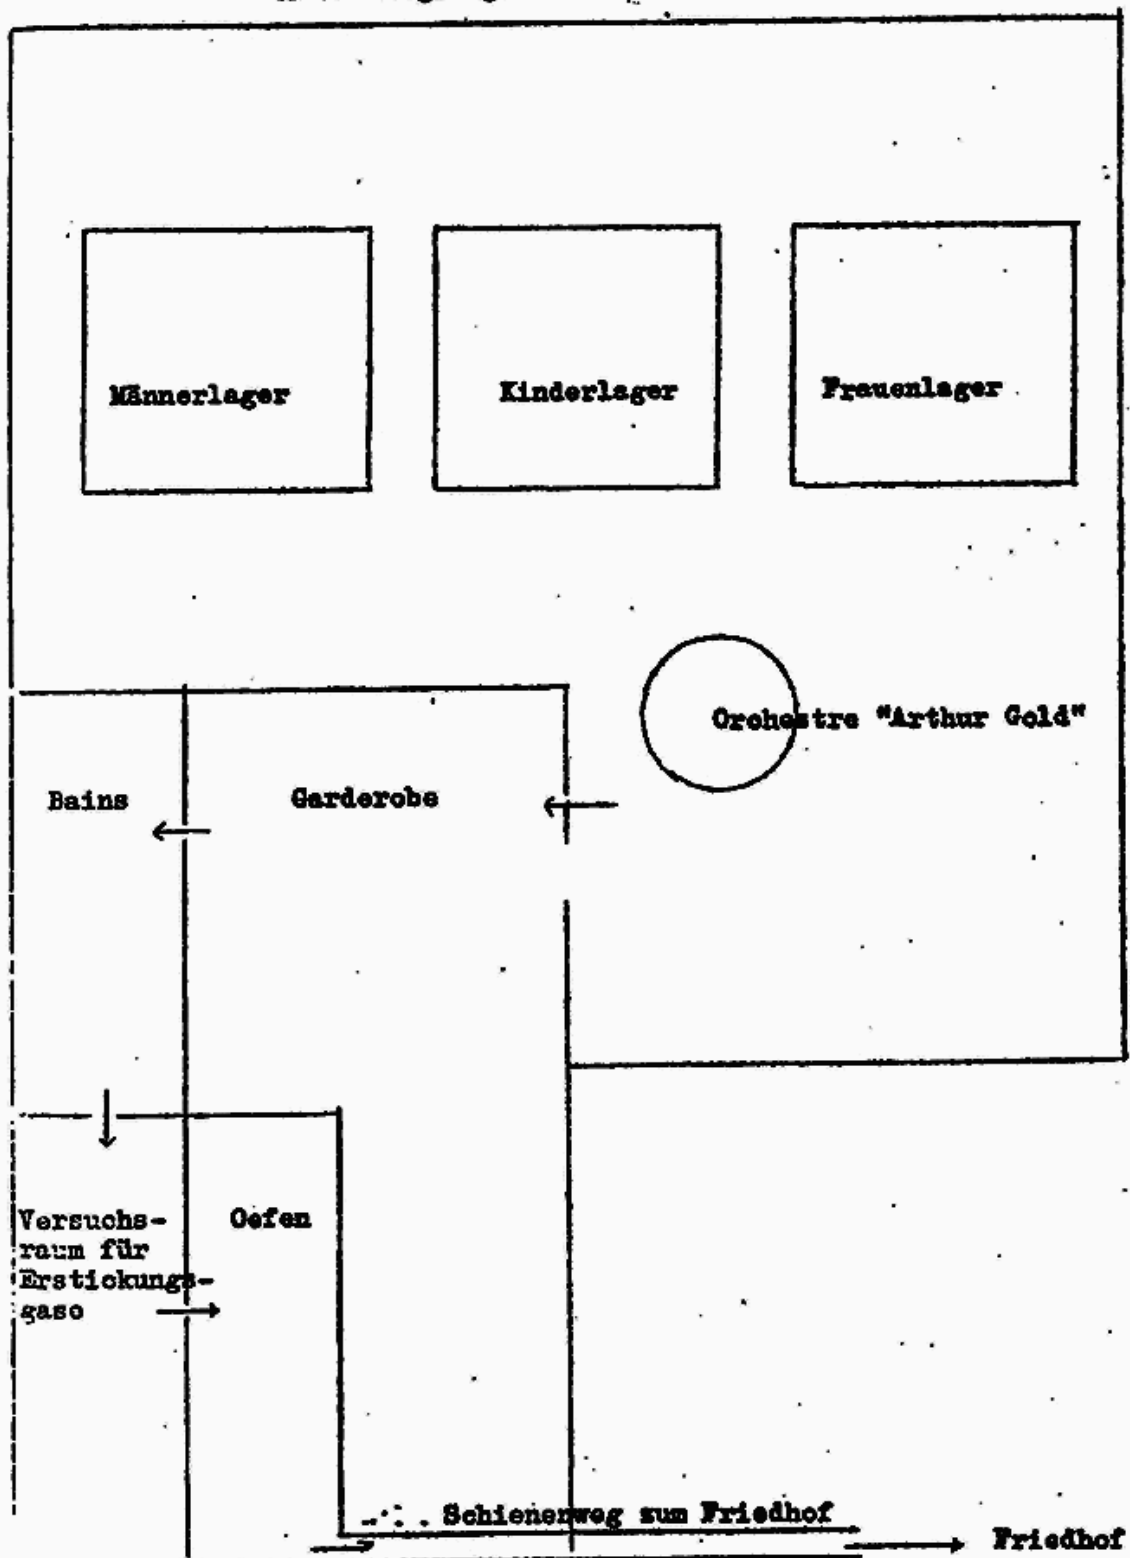 Männerlager
Kinderlager
Frauenlager
Orchestre "Arthur Gold"
Bains
Garderobe
Versuchs-
raum für
Erstickungs-
gase
Oefen
Schienenweg zum Friedhof
Friedhof